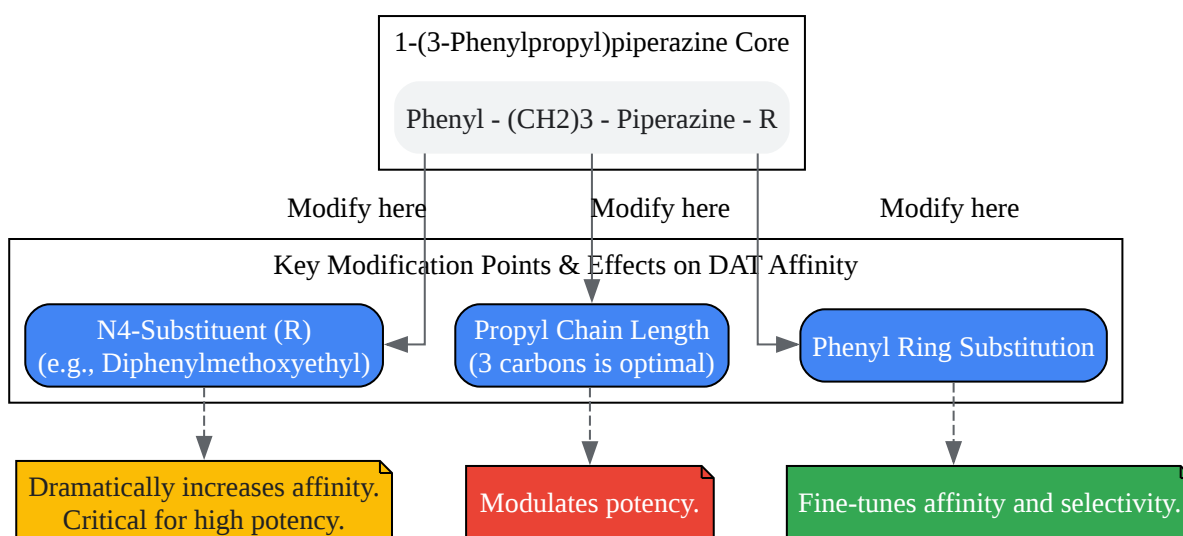 1-(3-Phenylpropyl)piperazine Core
Phenyl - (CH2)3 - Piperazine - R
Modify here
Modify here
Modify here
Key Modification Points & Effects on DAT Affinity
N4-Substituent (R)
(e.g., Diphenylmethoxyethyl)
Propyl Chain Length
(3 carbons is optimal)
Phenyl Ring Substitution
Dramatically increases affinity.
Critical for high potency.
Modulates potency.
Fine-tunes affinity and selectivity.